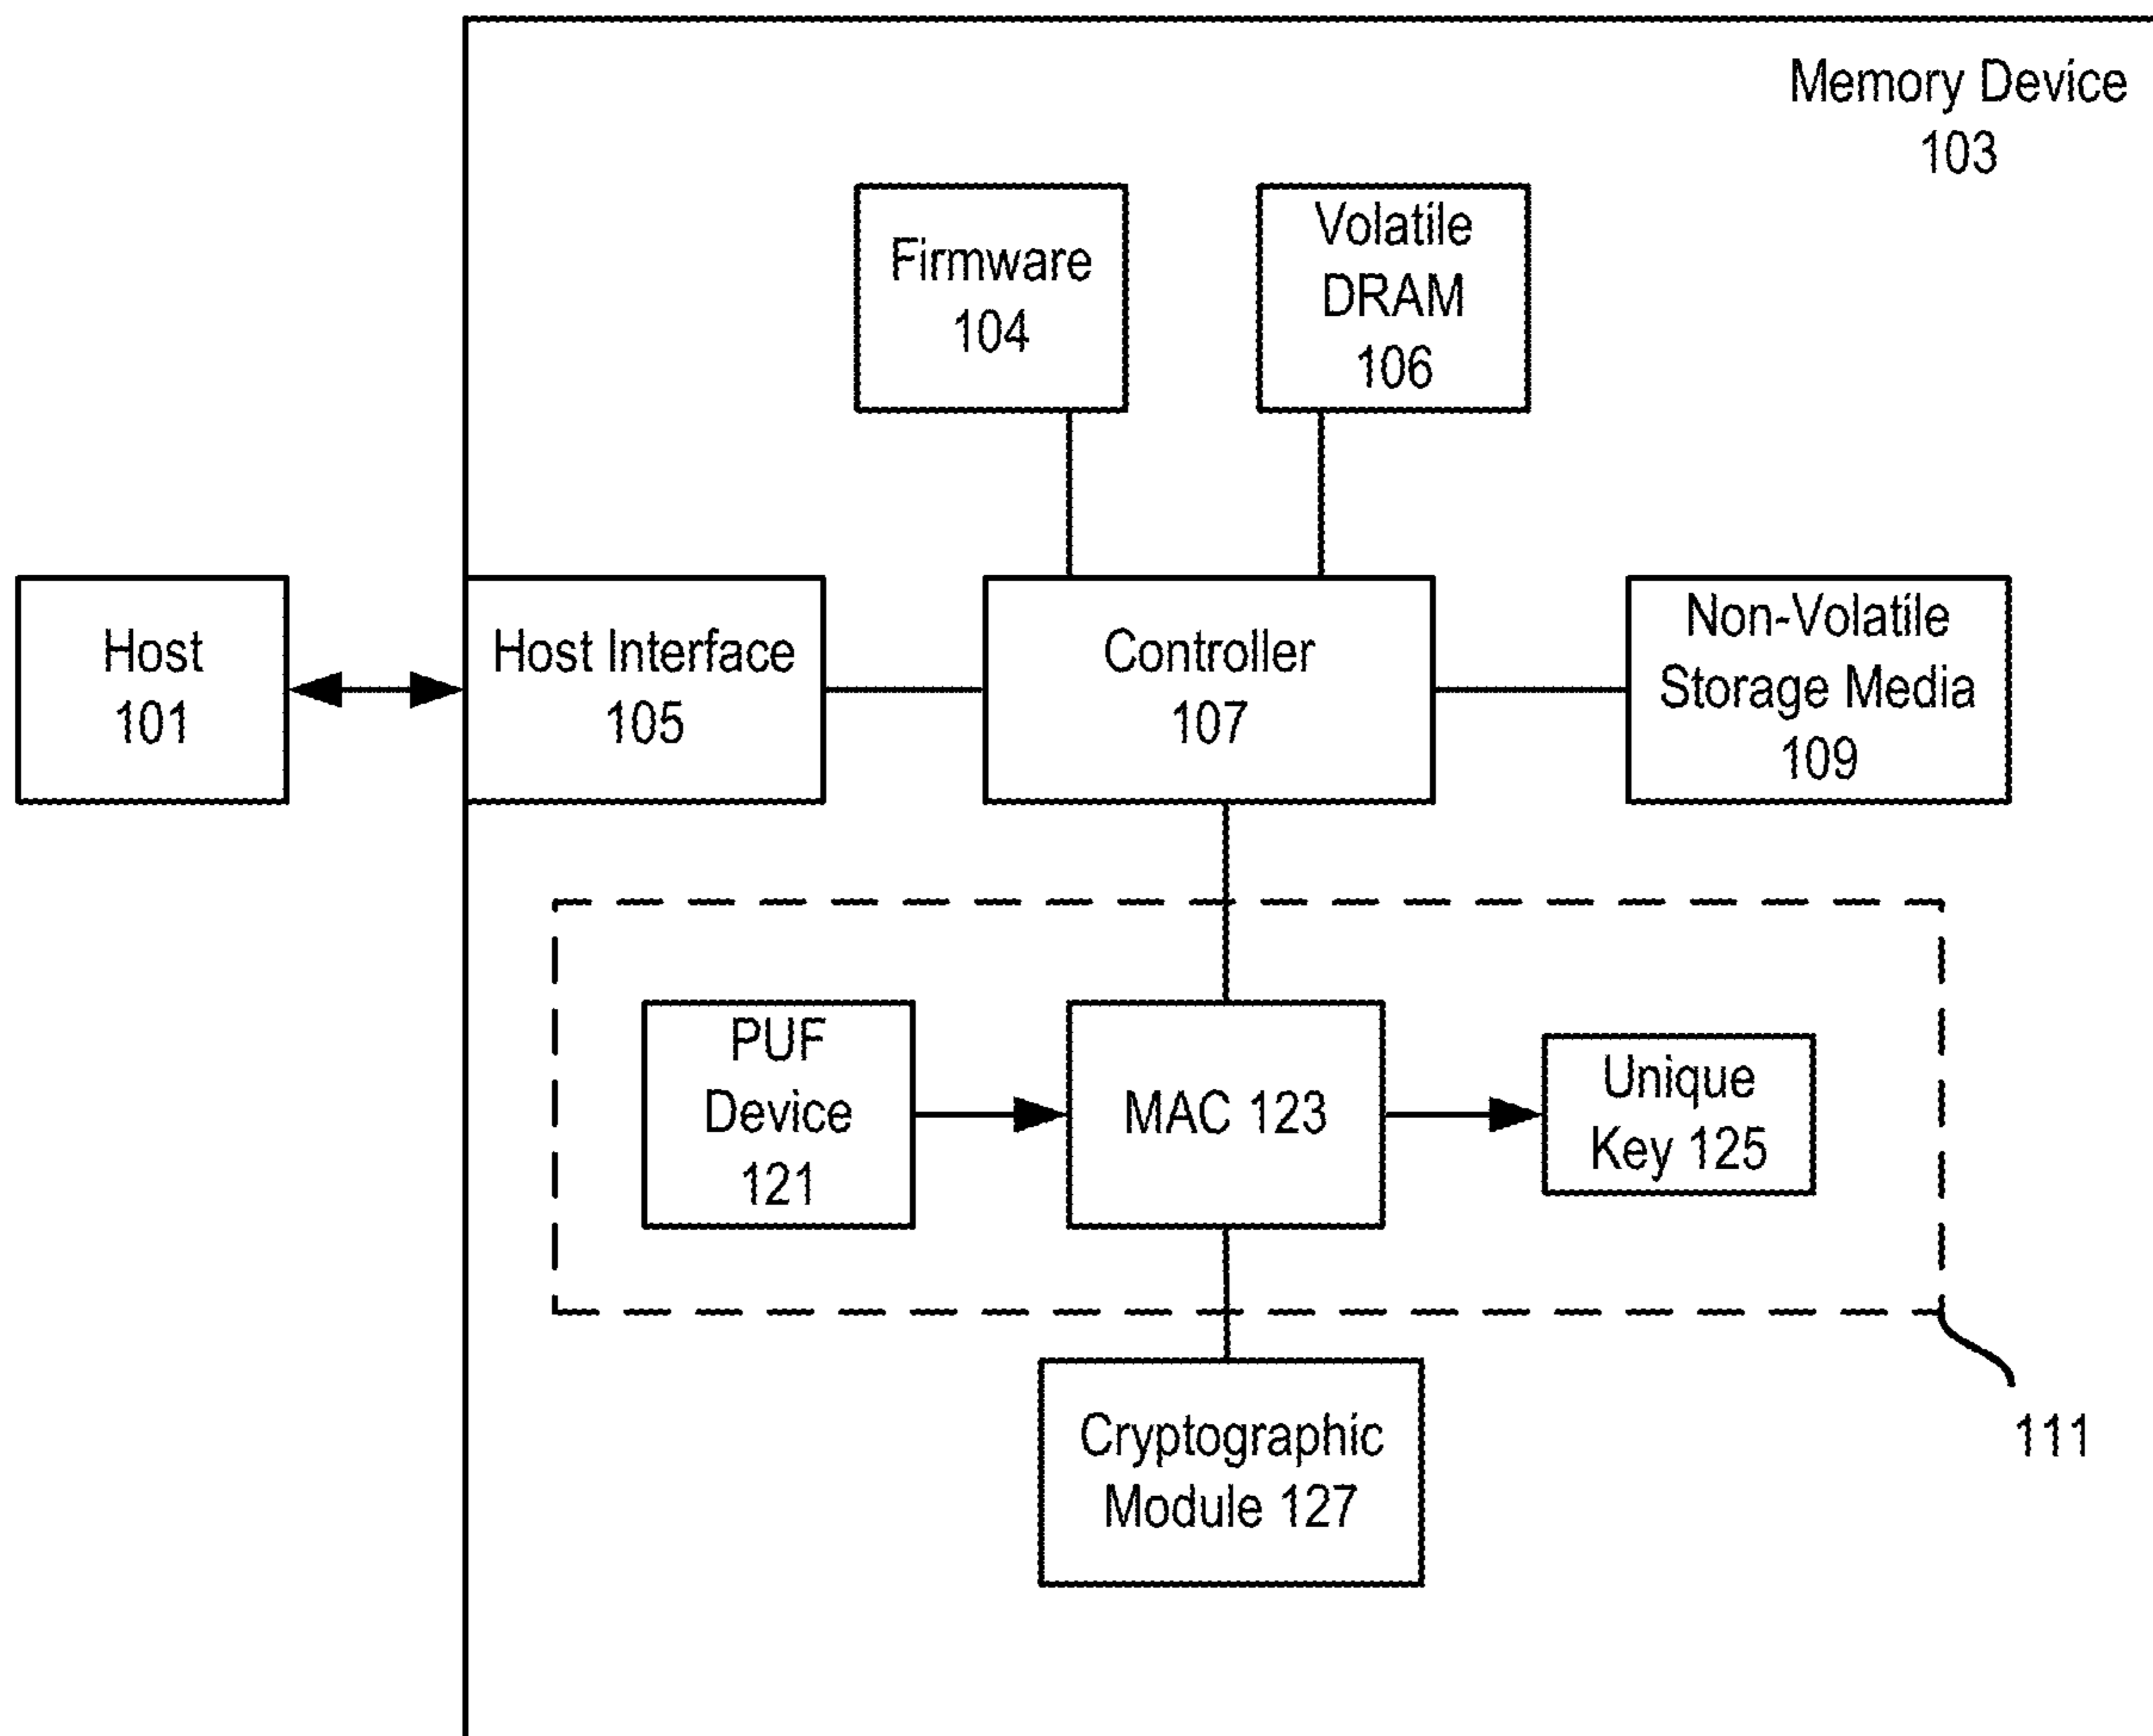 Memory Device
103
Firmware
104
Volatile
DRAM
106
Host
101
Host Interface
105
Controller
107
Non-Volatile
Storage Media
109
PUF
Device
121
MAC 123
Unique
Key 125
Cryptographic
Module 127
111